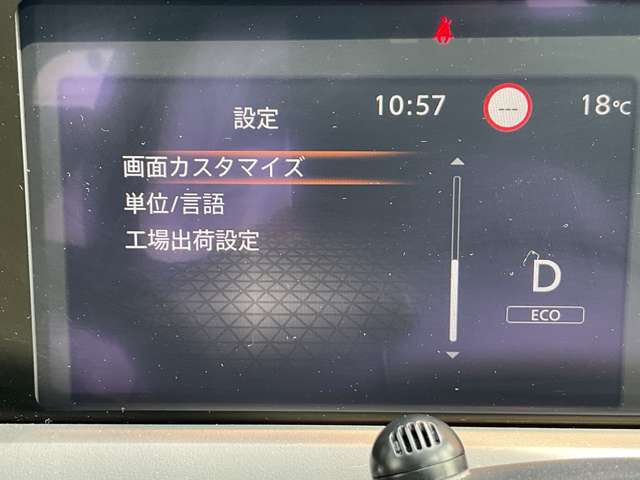 10:57
---
18℃
設定
画面カスタマイズ
単位/言語
工場出荷設定
D
ECO